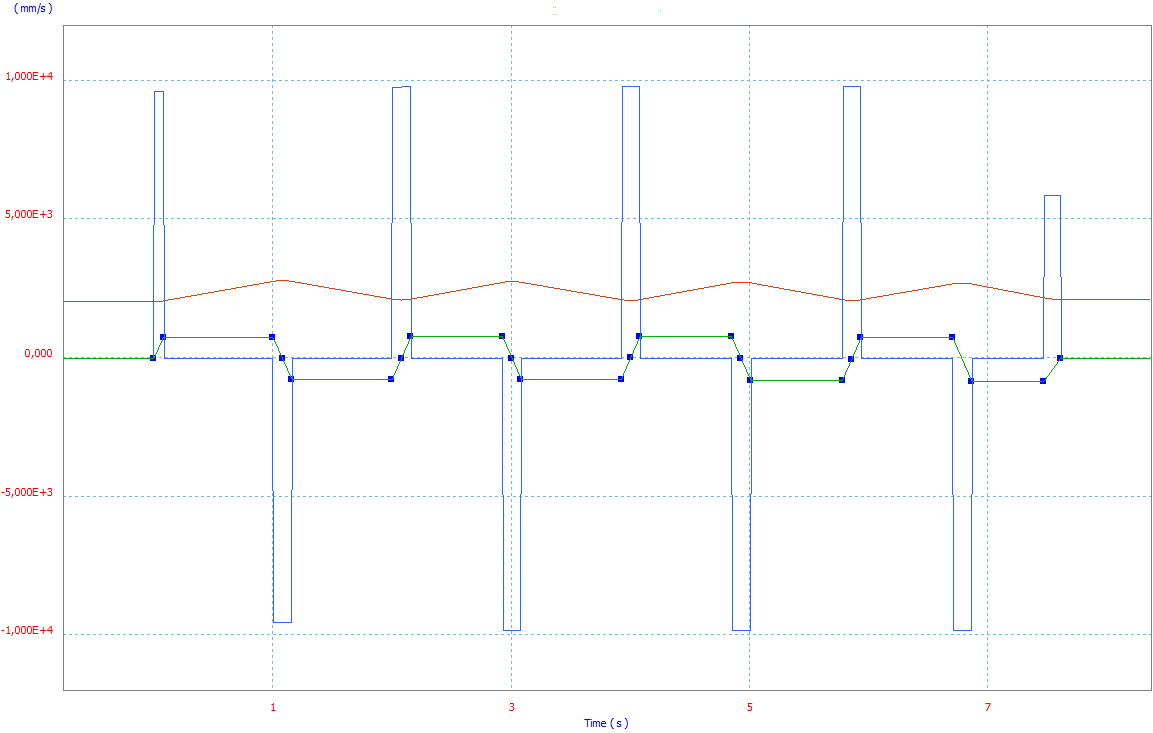 (mm/s)
1,000E+4
5,000E+3
0,000
-5,000E+3
-1,000E+4
1 3 5 7
Time (s)